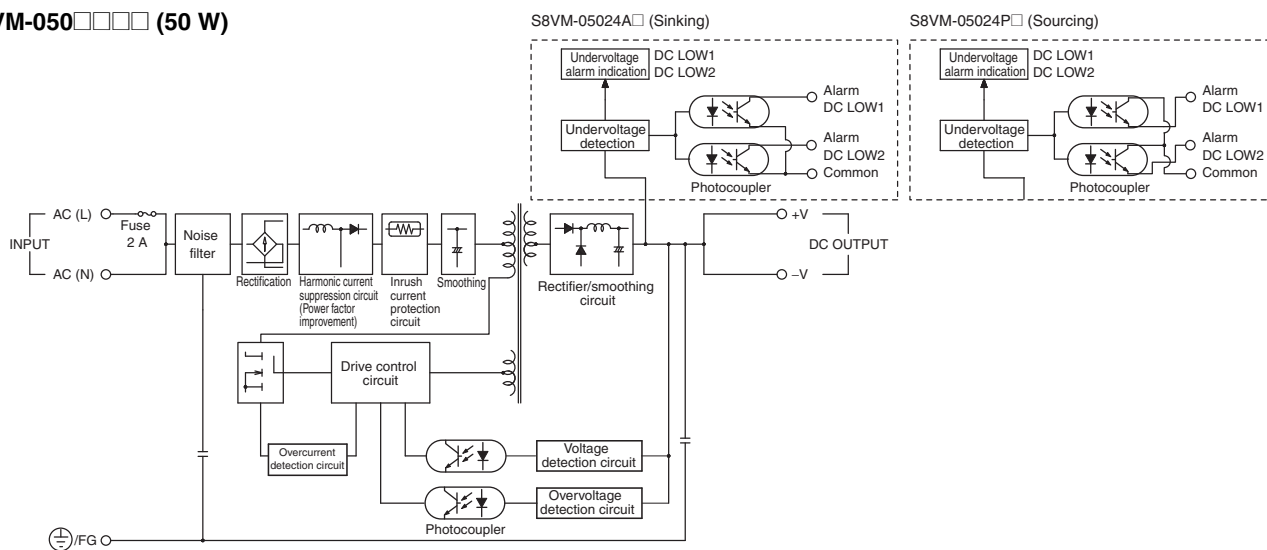 VM-050□□□□ (50 W)
S8VM-05024A□ (Sinking)
S8VM-05024P□ (Sourcing)
Undervoltage
alarm indication
DC LOW1
DC LOW2
Undervoltage
detection
Photocoupler
Alarm
DC LOW1
Alarm
DC LOW2
Common
Undervoltage
alarm indication
DC LOW1
DC LOW2
Undervoltage
detection
Photocoupler
Alarm
DC LOW1
Alarm
DC LOW2
Common
INPUT
AC (L)
AC (N)
Fuse
2 A
Noise
filter
Rectification
Harmonic current
suppression circuit
(Power factor
improvement)
Inrush
current
protection
circuit
Smoothing
Rectifier/smoothing
circuit
+V
DC OUTPUT
–V
Drive control
circuit
Overcurrent
detection circuit
Voltage
detection circuit
Overvoltage
detection circuit
Photocoupler
/FG